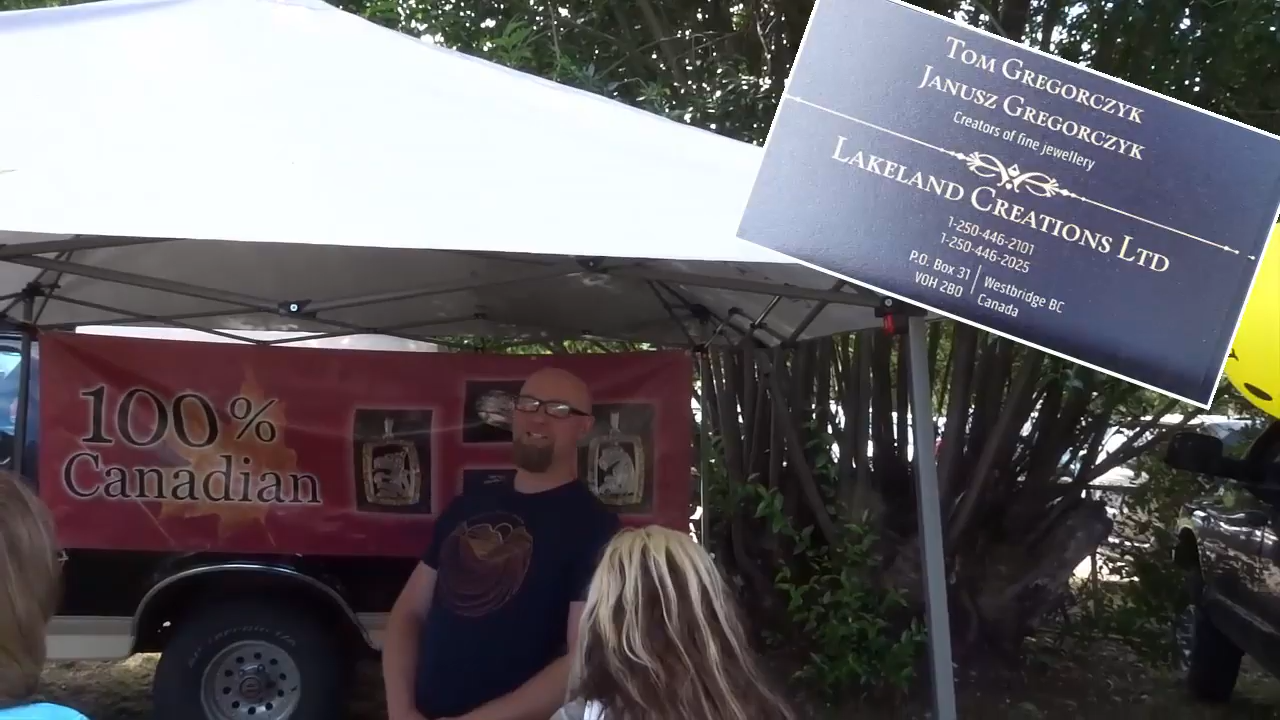 TOM GREGORCZYK
JANUSZ GREGORCZYK
Creators of fine jewellery
LAKELAND CREATIONS LTD
1-250-446-2101
1-250-446-2025
P.O. Box 31
V0H 2B0
Westbridge BC
Canada
100%
Canadian